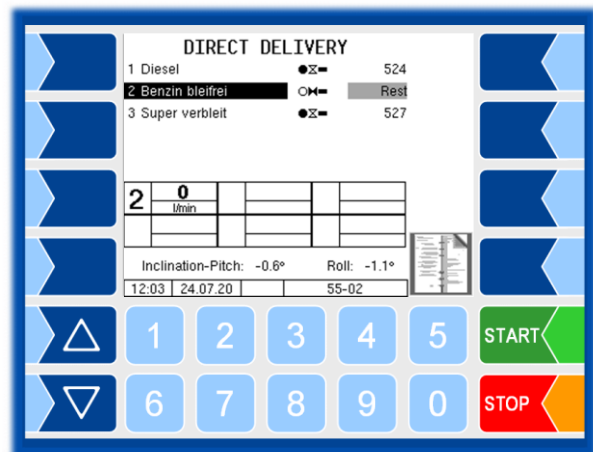 DIRECT DELIVERY
1 Diesel 524
2 Benzin bleifrei Rest
3 Super verbleit 527
2 0
l/min
Inclination-Pitch: -0.6° Roll: -1.1°
12:03 24.07.20 55-02
1 2 3 4 5 START
6 7 8 9 0 STOP